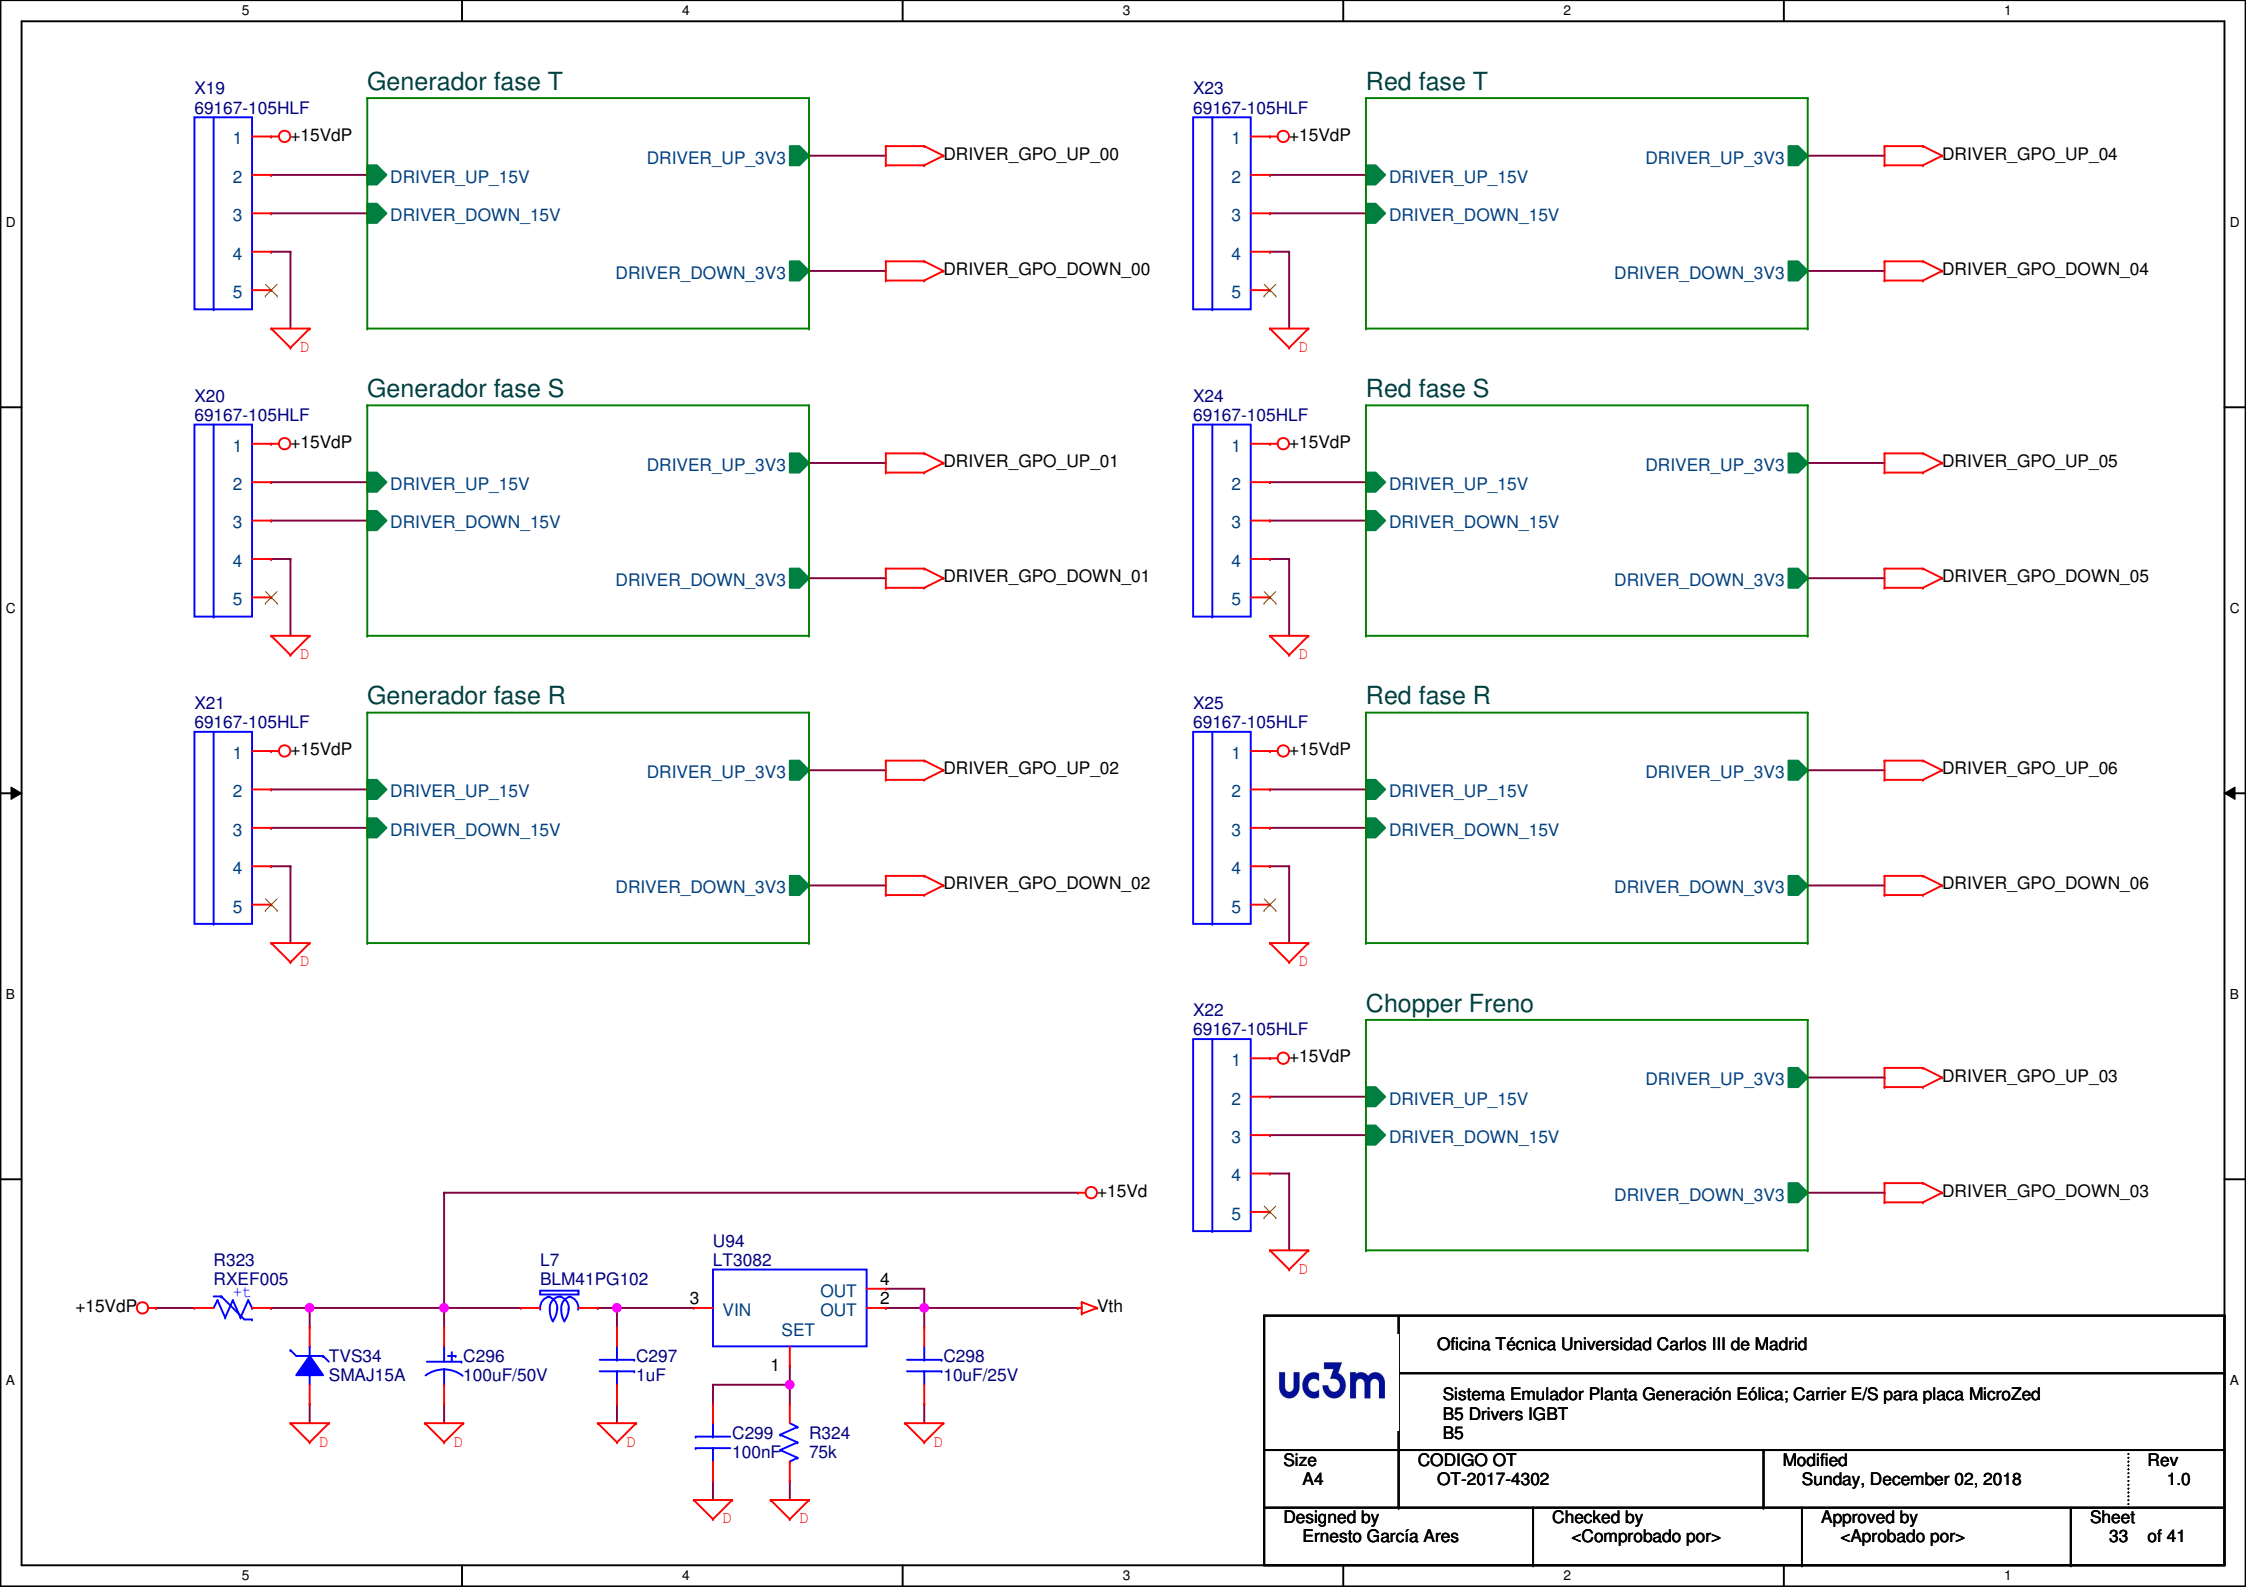 5 4 3 2 1
D
C
B
A
D
C
B
A
Generador fase T
X19
69167-105HLF
1 +15VdP
2 DRIVER_UP_15V
3 DRIVER_DOWN_15V
4
5
D
DRIVER_UP_3V3 DRIVER_GPO_UP_00
DRIVER_DOWN_3V3 DRIVER_GPO_DOWN_00
Generador fase S
X20
69167-105HLF
1 +15VdP
2 DRIVER_UP_15V
3 DRIVER_DOWN_15V
4
5
D
DRIVER_UP_3V3 DRIVER_GPO_UP_01
DRIVER_DOWN_3V3 DRIVER_GPO_DOWN_01
Generador fase R
X21
69167-105HLF
1 +15VdP
2 DRIVER_UP_15V
3 DRIVER_DOWN_15V
4
5
D
DRIVER_UP_3V3 DRIVER_GPO_UP_02
DRIVER_DOWN_3V3 DRIVER_GPO_DOWN_02
Red fase T
X23
69167-105HLF
1 +15VdP
2 DRIVER_UP_15V
3 DRIVER_DOWN_15V
4
5
D
DRIVER_UP_3V3 DRIVER_GPO_UP_04
DRIVER_DOWN_3V3 DRIVER_GPO_DOWN_04
Red fase S
X24
69167-105HLF
1 +15VdP
2 DRIVER_UP_15V
3 DRIVER_DOWN_15V
4
5
D
DRIVER_UP_3V3 DRIVER_GPO_UP_05
DRIVER_DOWN_3V3 DRIVER_GPO_DOWN_05
Red fase R
X25
69167-105HLF
1 +15VdP
2 DRIVER_UP_15V
3 DRIVER_DOWN_15V
4
5
D
DRIVER_UP_3V3 DRIVER_GPO_UP_06
DRIVER_DOWN_3V3 DRIVER_GPO_DOWN_06
Chopper Freno
X22
69167-105HLF
1 +15VdP
2 DRIVER_UP_15V
3 DRIVER_DOWN_15V
4
5
D
DRIVER_UP_3V3 DRIVER_GPO_UP_03
DRIVER_DOWN_3V3 DRIVER_GPO_DOWN_03
+15Vd
+15VdP
R323
RXEF005
+t
TVS34
SMAJ15A
D
C296
100uF/50V
+
D
L7
BLM41PG102
C297
1uF
D
U94
LT3082
3 VIN
OUT 4
OUT 2
SET
1
Vth
C298
10uF/25V
D
C299
100nF
D
R324
75k
D
uc3m
Oficina Técnica Universidad Carlos III de Madrid
Sistema Emulador Planta Generación Eólica; Carrier E/S para placa MicroZed
B5 Drivers IGBT
B5
Size
A4
CODIGO OT
OT-2017-4302
Modified
Sunday, December 02, 2018
Rev
1.0
Designed by
Ernesto García Ares
Checked by
<Comprobado por>
Approved by
<Aprobado por>
Sheet
33 of 41
5 4 3 2 1